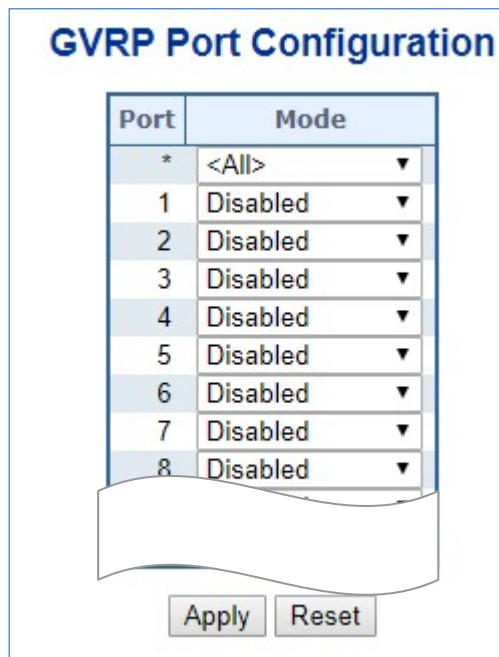 GVRP Port Configuration
Port Mode
* <All>
1 Disabled
2 Disabled
3 Disabled
4 Disabled
5 Disabled
6 Disabled
7 Disabled
8 Disabled
Apply Reset